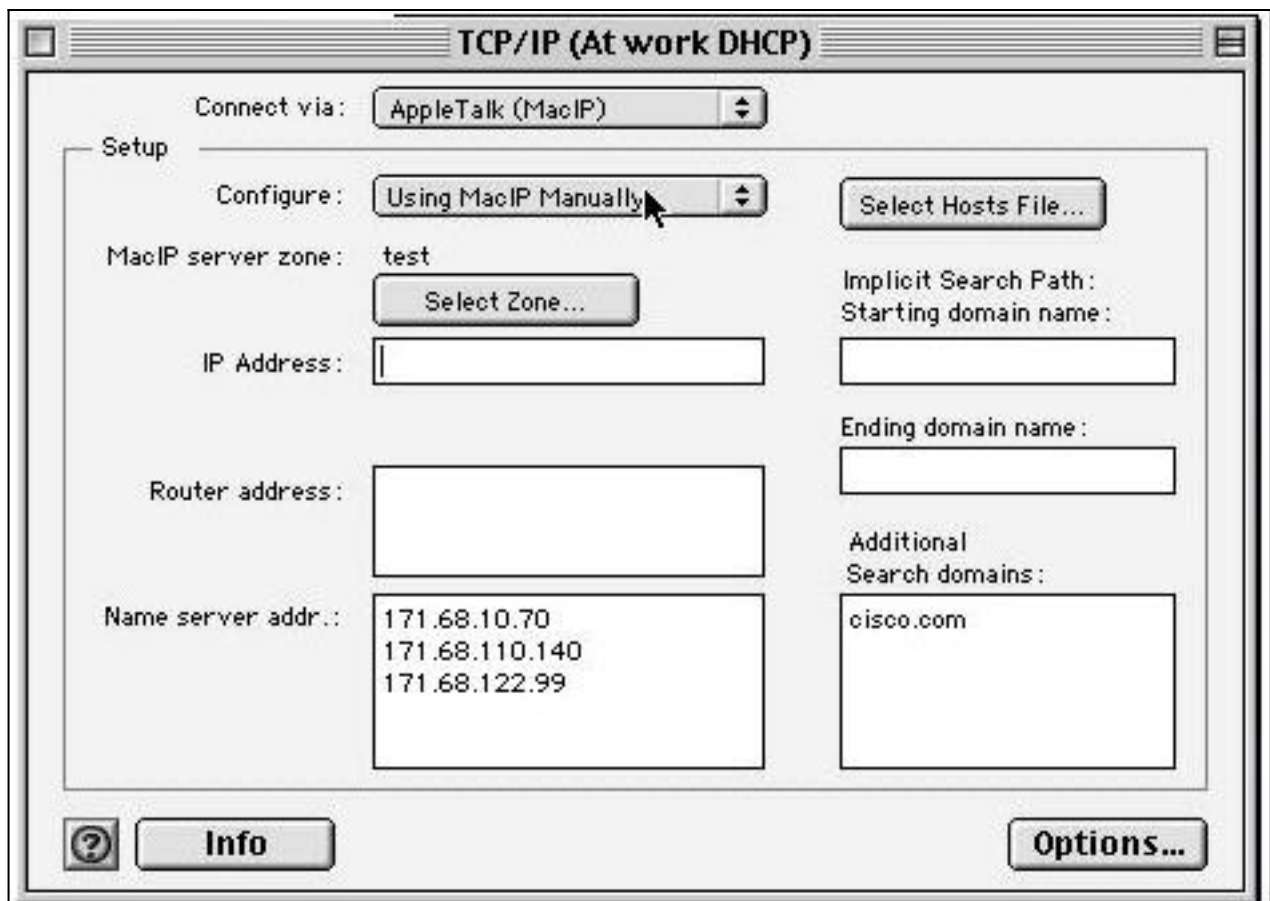 TCP/IP (At work DHCP)
Connect via: AppleTalk (MacIP)
Setup
Configure: Using MacIP Manually
Select Hosts File...
MacIP server zone: test
Select Zone...
Implicit Search Path:
Starting domain name:
IP Address:
Ending domain name:
Router address:
Additional
Search domains:
Name server addr.: 171.68.10.70
171.68.110.140
171.68.122.99
cisco.com
?
Info
Options...